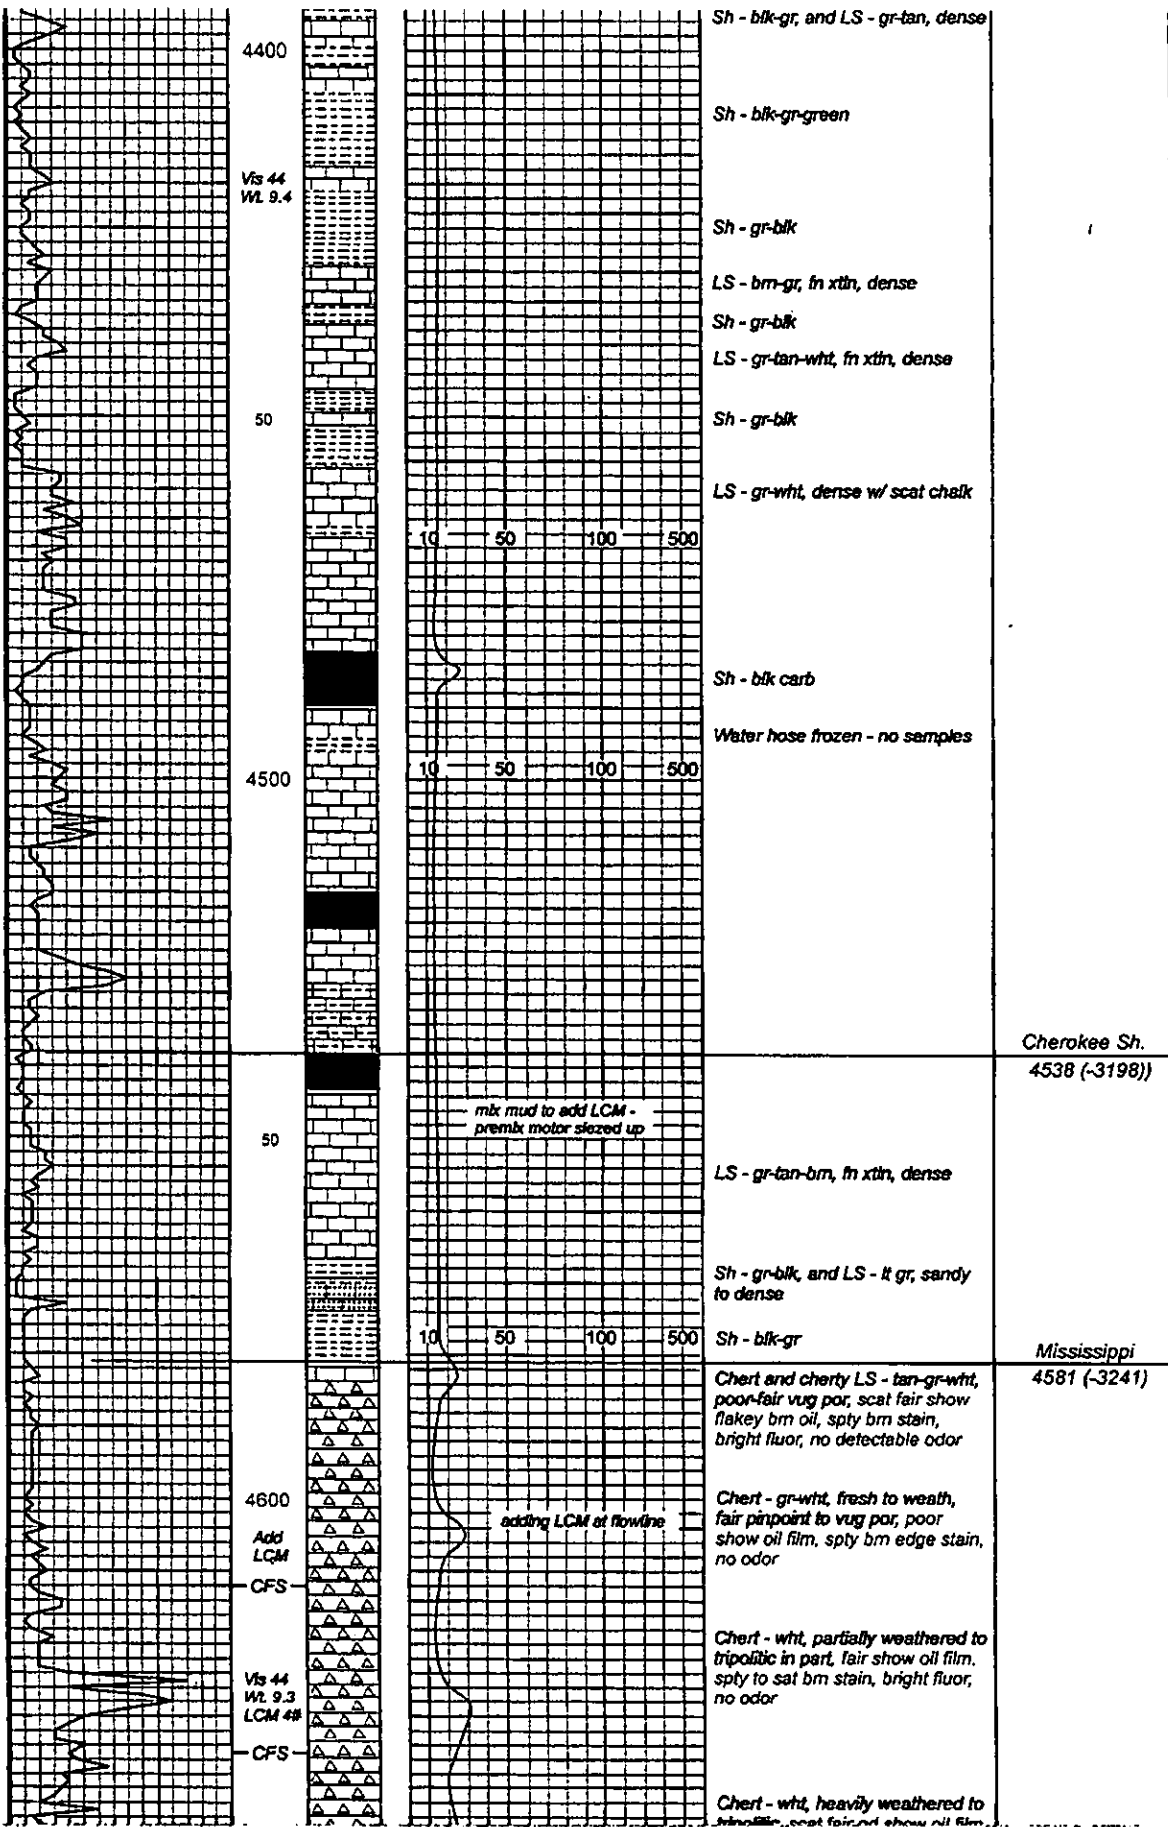 Sh - blk-gr, and LS - gr-tan, dense
4400
Sh - blk-gr-green
Vis 44
WL 9.4
Sh - gr-blk
LS - brn-gr, fn xtln, dense
Sh - gr-blk
LS - gr-tan-wht, fn xtln, dense
50
Sh - gr-blk
LS - gr-wht, dense w/ scat chalk
10 50 100 500
Sh - blk carb
Water hose frozen - no samples
10 50 100 500
4500
Cherokee Sh.
4538 (-3198))
mix mud to add LCM -
premix motor siezed up
50
LS - gr-tan-brn, fn xtln, dense
Sh - gr-blk, and LS - lt gr, sandy
to dense
10 50 100 500
Sh - blk-gr
Mississippi
4581 (-3241)
Chert and cherty LS - tan-gr-wht,
poor-fair vug por, scat fair show
flakey brn oil, spty brn stain,
bright fluor, no detectable odor
4600
Chert - gr-wht, fresh to weath,
fair pinpoint to vug por, poor
show oil film, spty brn edge stain,
no odor
adding LCM at flowline
Add
LCM
CFS
Chert - wht, partially weathered to
tripolitic in part, fair show oil film,
spty to sat brn stain, bright fluor,
no odor
Vis 44
WL 9.3
LCM 4#
CFS
Chert - wht, heavily weathered to
tripolitic, scat fair-gd show oil film